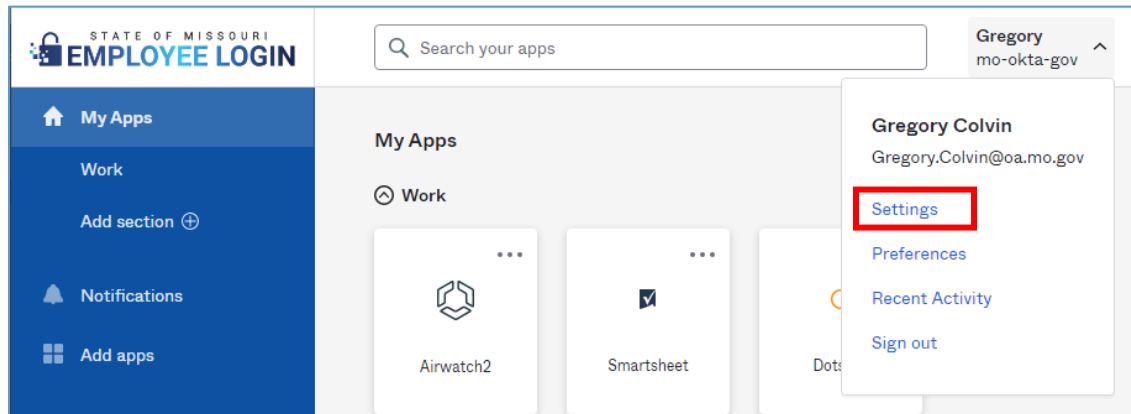 STATE OF MISSOURI
EMPLOYEE LOGIN
Search your apps
Gregory
mo-okta-gov
My Apps
Work
Add section
Notifications
Add apps
My Apps
Work
Airwatch2
Smartsheet
Dots
Gregory Colvin
Gregory.Colvin@oa.mo.gov
Settings
Preferences
Recent Activity
Sign out